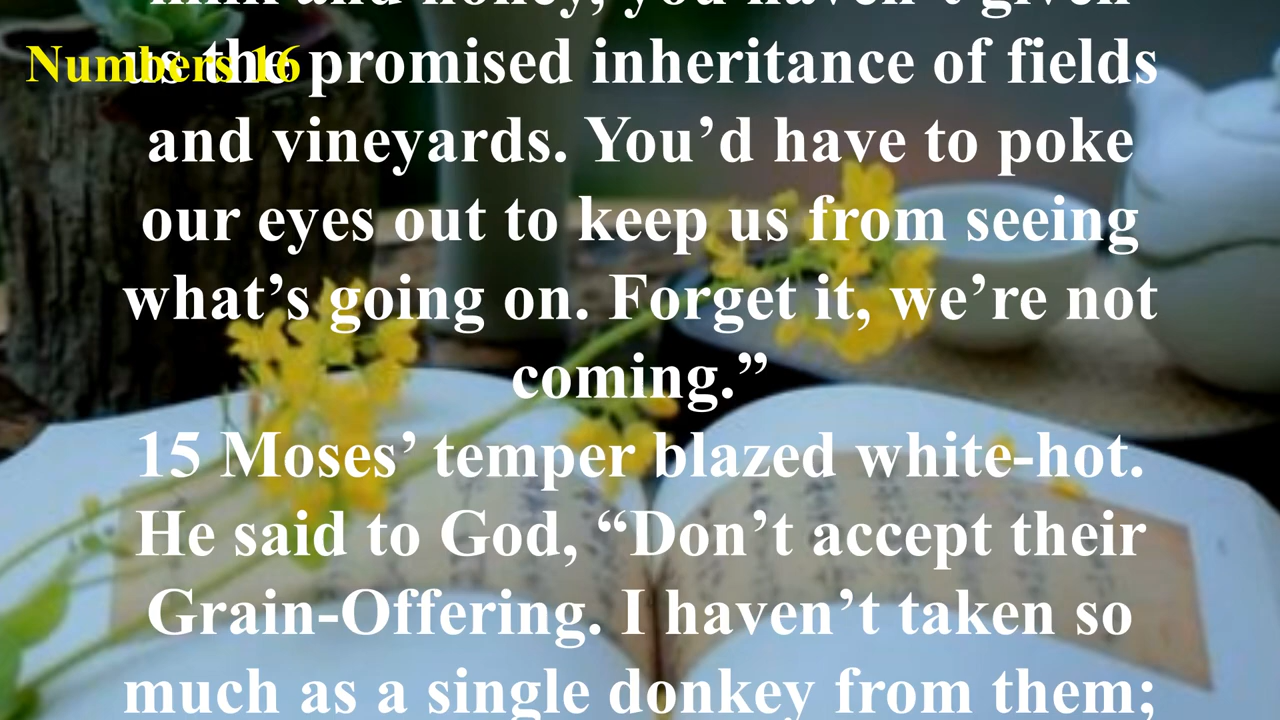 milk and honey, you haven’t given
Numbers 16
us the promised inheritance of fields
and vineyards. You’d have to poke
our eyes out to keep us from seeing
what’s going on. Forget it, we’re not
coming.”
15 Moses’ temper blazed white-hot.
He said to God, “Don’t accept their
Grain-Offering. I haven’t taken so
much as a single donkey from them;